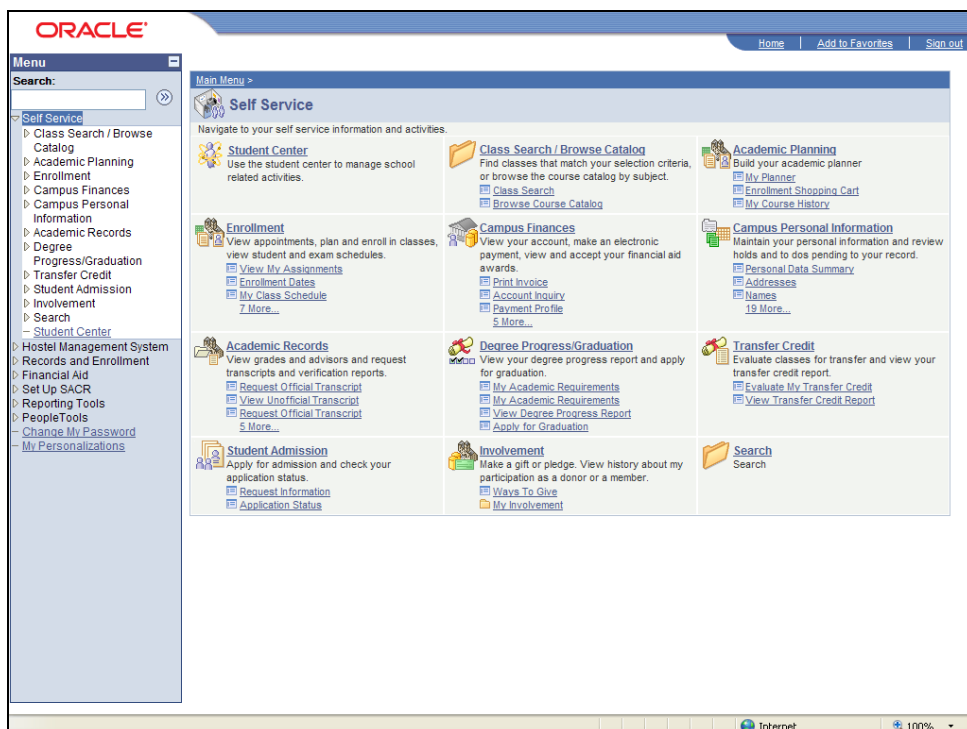 ORACLE'
Home
Add to Favorites
Sign out
Menu
Search:
Self Service
Class Search / Browse
Catalog
Academic Planning
Enrollment
Campus Finances
Campus Personal
Information
Academic Records
Degree
Progress/Graduation
Transfer Credit
Student Admission
Involvement
Search
Student Center
Hostel Management System
Records and Enrollment
Financial Aid
Set Up SACR
Reporting Tools
PeopleTools
Change My Password
My Personalizations
Main Menu >
Self Service
Navigate to your self service information and activities.
Student Center
Use the student center to manage school
related activities.
Class Search / Browse Catalog
Find classes that match your selection criteria,
or browse the course catalog by subject.
Class Search
Browse Course Catalog
Academic Planning
Build your academic planner
My Planner
Enrollment Shopping Cart
My Course History
Enrollment
View appointments, plan and enroll in classes,
view student and exam schedules.
View My Assignments
Enrollment Dates
My Class Schedule
7 More...
Campus Finances
View your account, make an electronic
payment, view and accept your financial aid
awards.
Print Invoice
Account Inquiry
Payment Profile
5 More...
Campus Personal Information
Maintain your personal information and review
holds and to dos pending to your record.
Personal Data Summary
Addresses
Names
19 More...
Academic Records
View grades and advisors and request
transcripts and verification reports.
Request Official Transcript
View Unofficial Transcript
Request Official Transcript
5 More...
Degree Progress/Graduation
View your degree progress report and apply
for graduation.
My Academic Requirements
My Academic Requirements
View Degree Progress Report
Apply for Graduation
Transfer Credit
Evaluate classes for transfer and view your
transfer credit report.
Evaluate My Transfer Credit
View Transfer Credit Report
Student Admission
Apply for admission and check your
application status.
Request Information
Application Status
Involvement
Make a gift or pledge. View history about my
participation as a donor or a member.
Ways To Give
My Involvement
Search
Search
Internet
100%